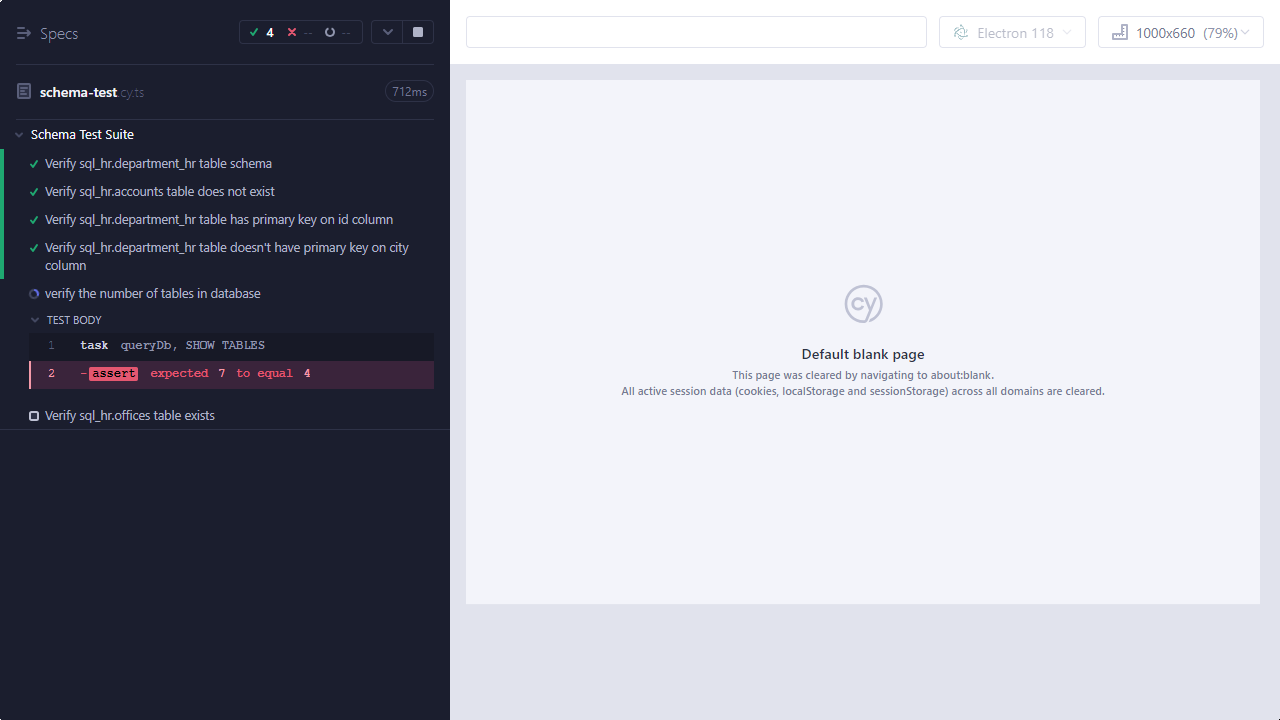 Specs
4 -- --
schema-test.cy.ts
712ms
Schema Test Suite
Verify sql_hr.department_hr table schema
Verify sql_hr.accounts table does not exist
Verify sql_hr.department_hr table has primary key on id column
Verify sql_hr.department_hr table doesn't have primary key on city
column
verify the number of tables in database
TEST BODY
1 task queryDb, SHOW TABLES
2 -assert expected 7 to equal 4
Verify sql_hr.offices table exists
Electron 118
1000x660 (79%)
cy
Default blank page
This page was cleared by navigating to about:blank.
All active session data (cookies, localStorage and sessionStorage) across all domains are cleared.